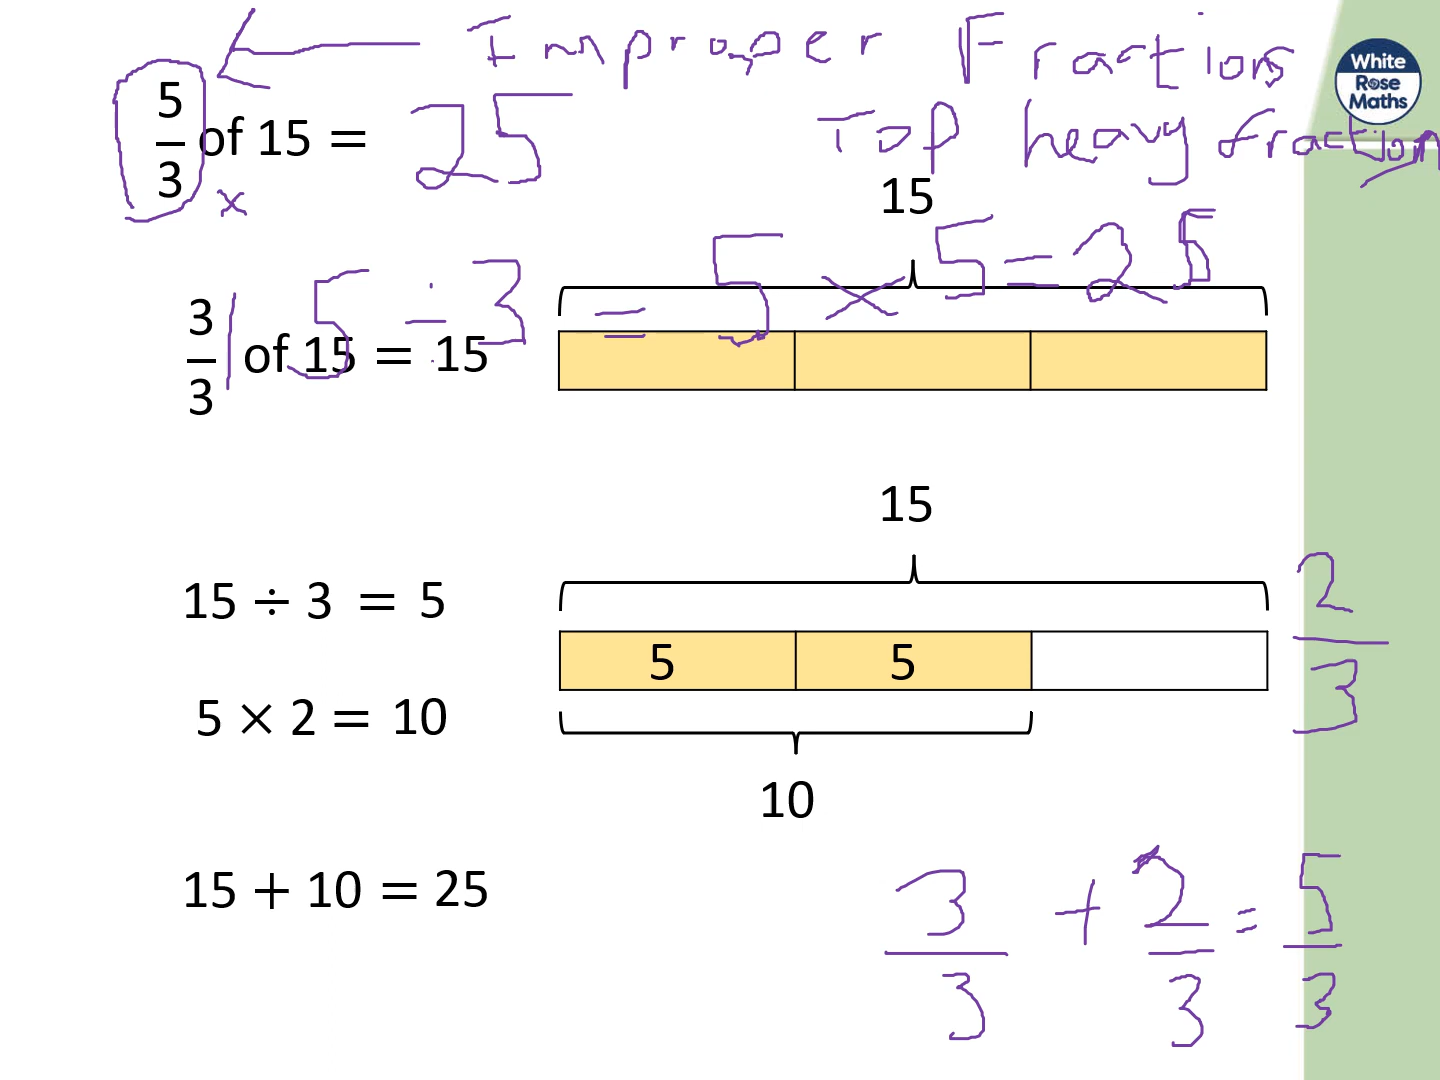 Improper Fractions
White Rose Maths
5/3 of 15 = 25
Top heavy fraction
x
15
15 ÷ 3 = 5 × 5 = 25
3/3 of 15 = 15
15
15 ÷ 3 = 5
2/3
5 5
5 × 2 = 10
10
15 + 10 = 25
3/3 + 2/3 = 5/3